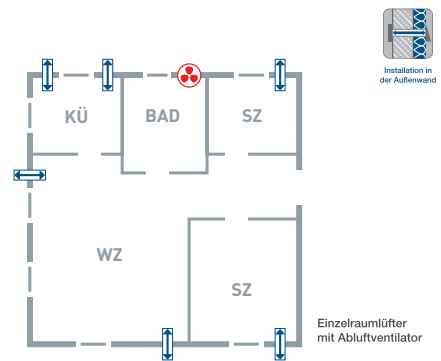 Installation in
der Außenwand
KÜ
BAD
SZ
WZ
SZ
Einzelraumlüfter
mit Abluftventilator